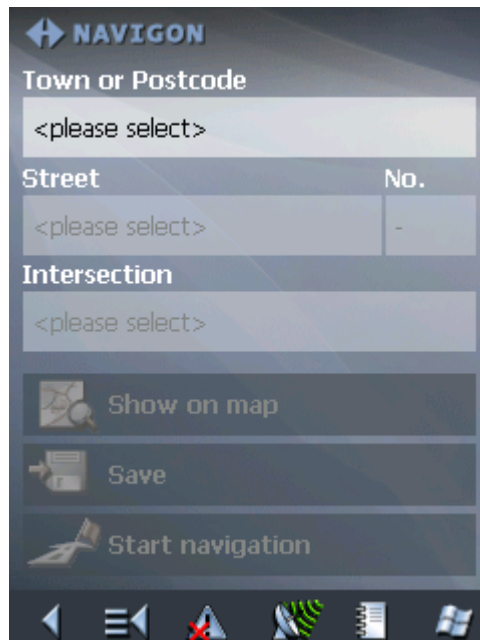 NAVIGON
Town or Postcode
<please select>
Street No.
<please select> -
Intersection
<please select>
Show on map
Save
Start navigation